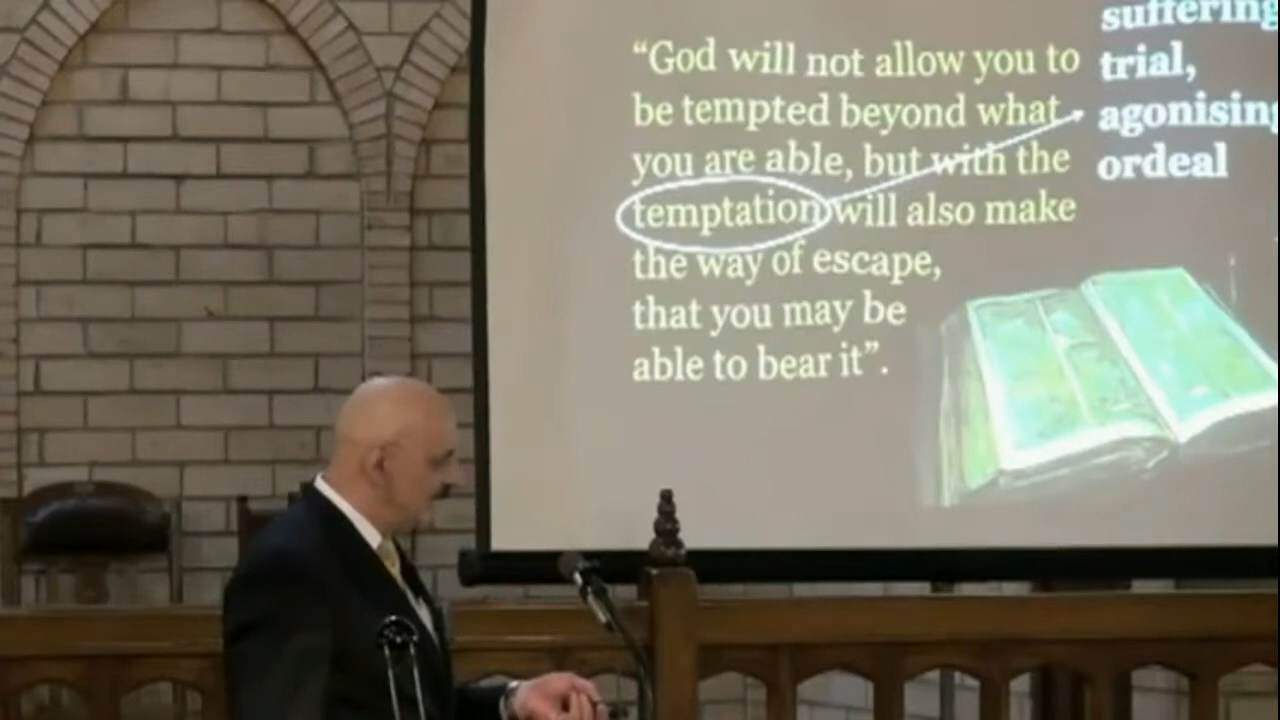 “God will not allow you to
be tempted beyond what
you are able, but with the
temptation will also make
the way of escape,
that you may be
able to bear it”.
suffering
trial,
agonising
ordeal